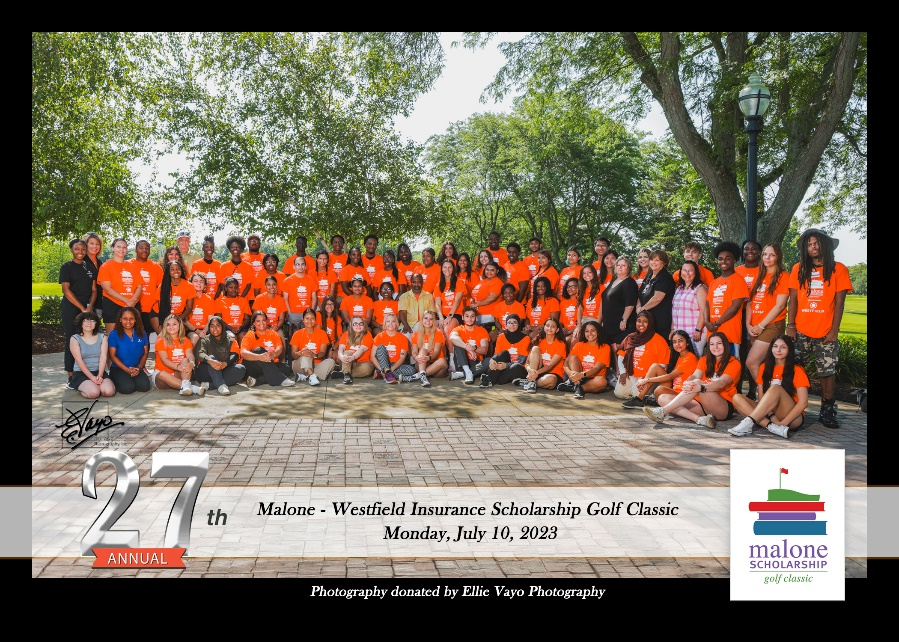 Vayo
27th
ANNUAL
Malone - Westfield Insurance Scholarship Golf Classic
Monday, July 10, 2023
malone
SCHOLARSHIP
golf classic
Photography donated by Ellie Vayo Photography